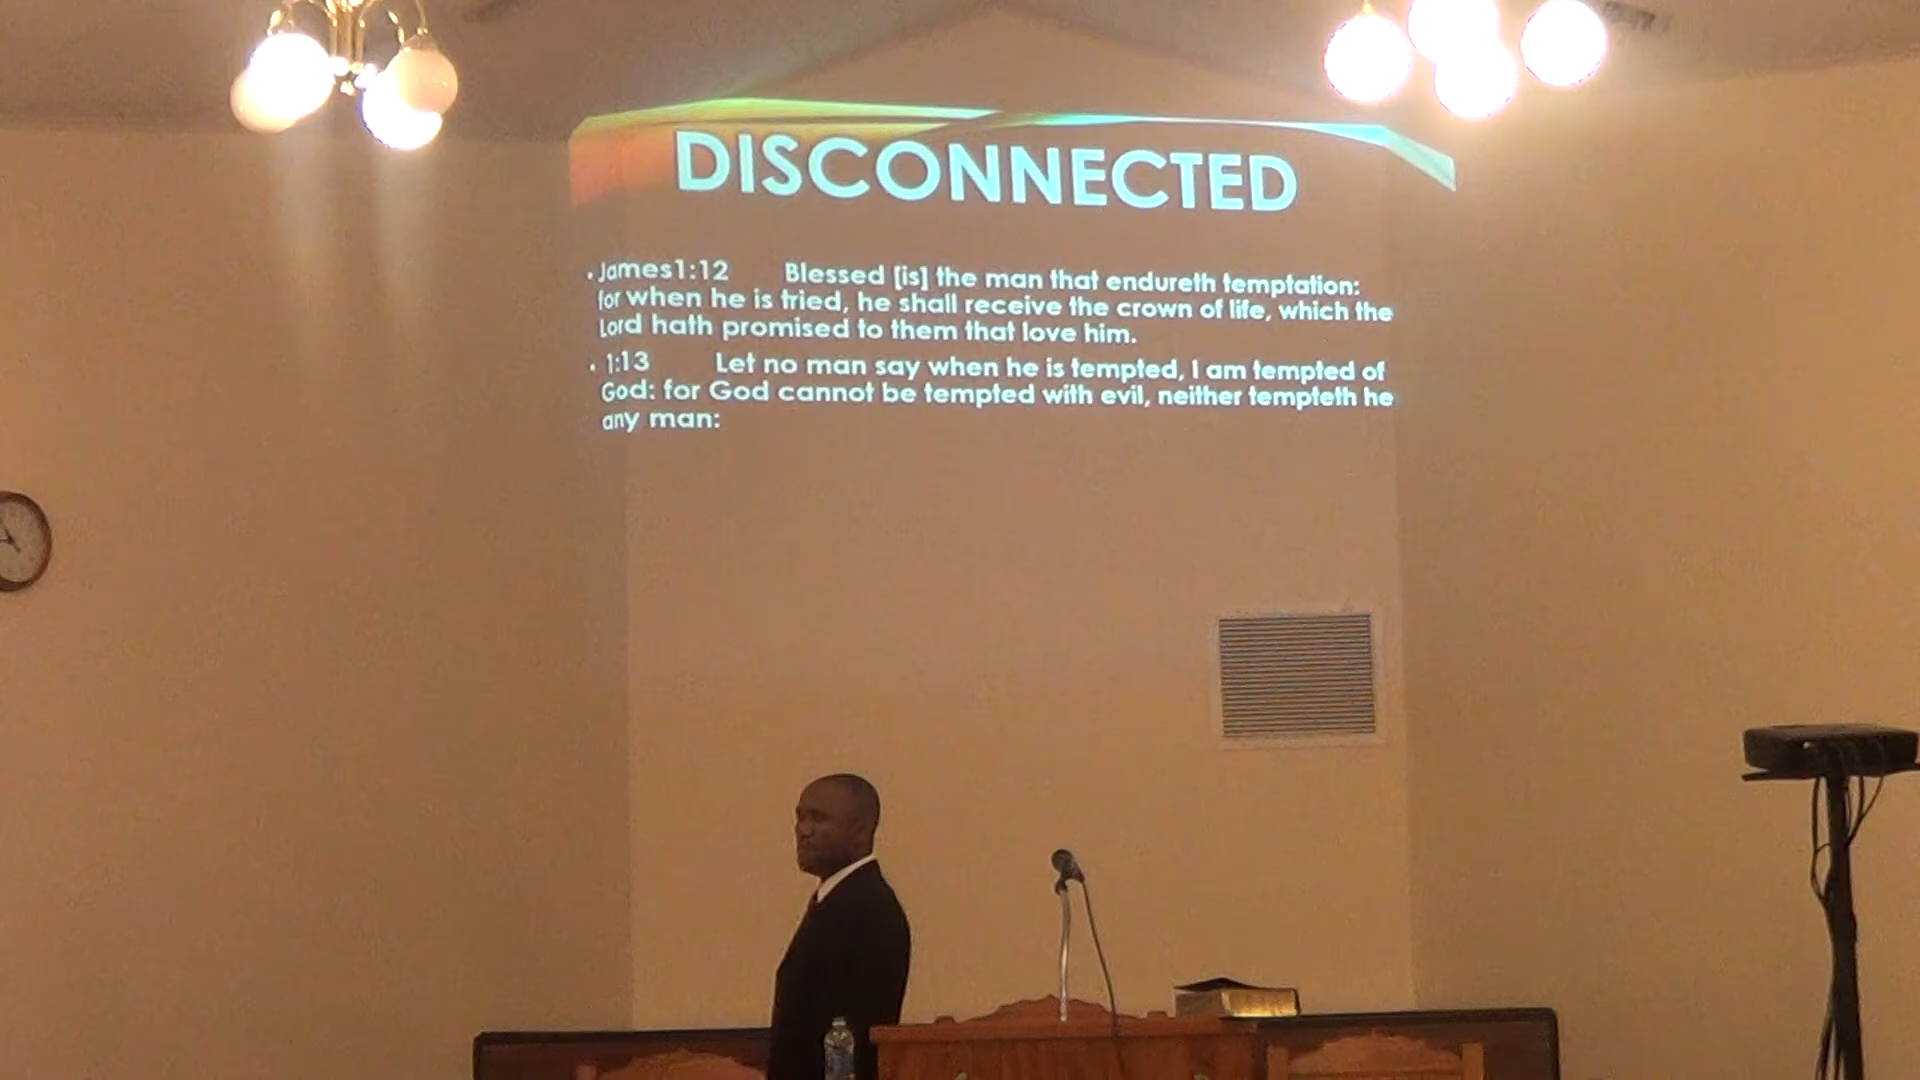 DISCONNECTED
• James1:12 Blessed [is] the man that endureth temptation:
for when he is tried, he shall receive the crown of life, which the
Lord hath promised to them that love him.
• 1:13 Let no man say when he is tempted, I am tempted of
God: for God cannot be tempted with evil, neither tempteth he
any man: